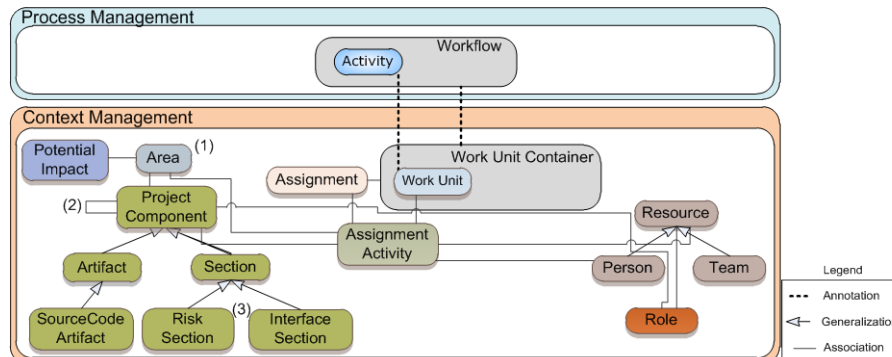 Process Management
Workflow
Activity
Context Management
Potential
Impact
Area
(1)
Work Unit Container
Assignment
Work Unit
(2)
Project
Component
Resource
Assignment
Activity
Artifact
Section
Person
Team
SourceCode
Artifact
Risk
Section
(3)
Interface
Section
Role
Legend
Annotation
Generalizatio
Association